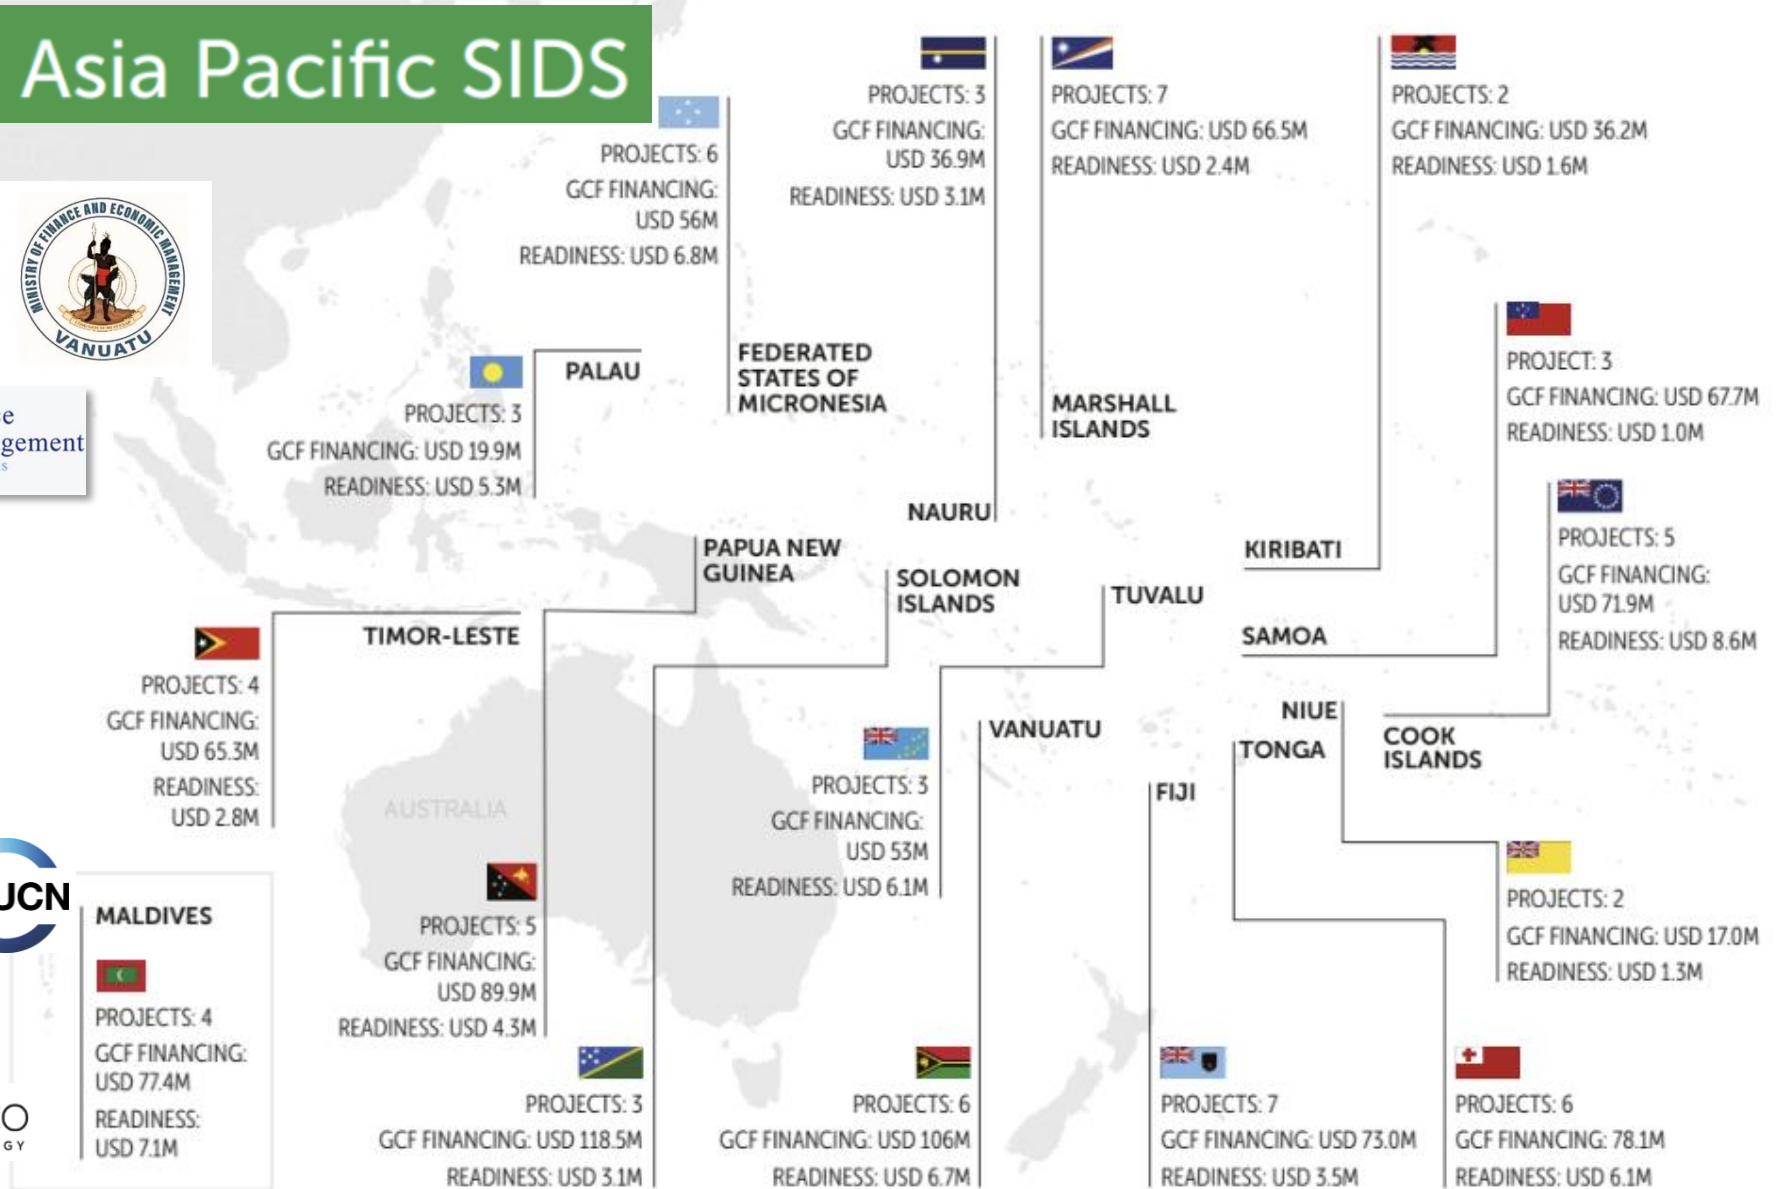 Asia Pacific SIDS
MINISTRY OF FINANCE AND ECONOMIC MANAGEMENT
VANUATU
gement
PROJECTS: 6
GCF FINANCING:
USD 56M
READINESS: USD 6.8M
FEDERATED
STATES OF
MICRONESIA
PROJECTS: 3
GCF FINANCING:
USD 36.9M
READINESS: USD 3.1M
NAURU
PROJECTS: 7
GCF FINANCING: USD 66.5M
READINESS: USD 2.4M
MARSHALL
ISLANDS
PROJECTS: 2
GCF FINANCING: USD 36.2M
READINESS: USD 1.6M
KIRIBATI
PALAU
PROJECTS: 3
GCF FINANCING: USD 19.9M
READINESS: USD 5.3M
PROJECT: 3
GCF FINANCING: USD 67.7M
READINESS: USD 1.0M
SAMOA
PROJECTS: 5
GCF FINANCING:
USD 71.9M
READINESS: USD 8.6M
COOK
ISLANDS
PAPUA NEW
GUINEA
SOLOMON
ISLANDS
TUVALU
TIMOR-LESTE
PROJECTS: 4
GCF FINANCING:
USD 65.3M
READINESS:
USD 2.8M
AUSTRALIA
PROJECTS: 3
GCF FINANCING:
USD 53M
READINESS: USD 6.1M
VANUATU
NIUE
TONGA
FIJI
PROJECTS: 2
GCF FINANCING: USD 17.0M
READINESS: USD 1.3M
UCN
MALDIVES
PROJECTS: 4
GCF FINANCING:
USD 77.4M
READINESS:
USD 7.1M
PROJECTS: 5
GCF FINANCING:
USD 89.9M
READINESS: USD 4.3M
PROJECTS: 3
GCF FINANCING: USD 118.5M
READINESS: USD 3.1M
PROJECTS: 6
GCF FINANCING: USD 106M
READINESS: USD 6.7M
PROJECTS: 7
GCF FINANCING: USD 73.0M
READINESS: USD 3.5M
PROJECTS: 6
GCF FINANCING: 78.1M
READINESS: USD 6.1M